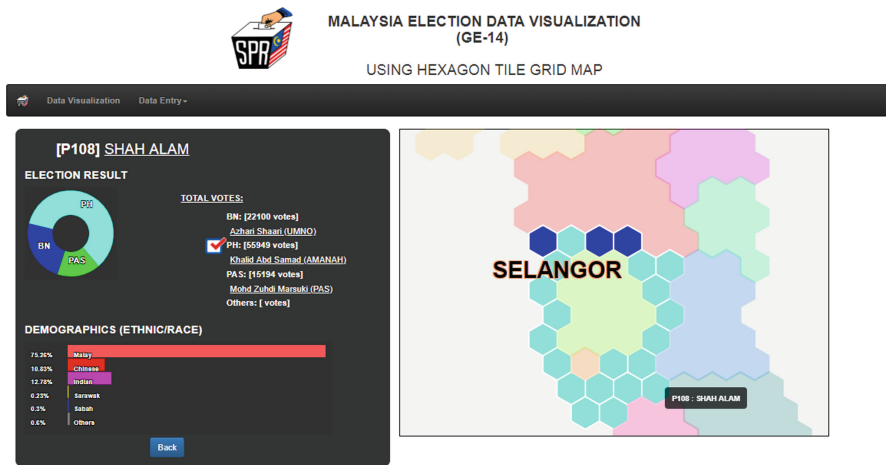 SPR
MALAYSIA ELECTION DATA VISUALIZATION
(GE-14)
USING HEXAGON TILE GRID MAP
Data Visualization Data Entry
[P108] SHAH ALAM
ELECTION RESULT
PH
BN
PAS
TOTAL VOTES:
BN: [22100 votes]
Azhari Shaari (UMNO)
PH: [55949 votes]
Khalid Abd Samad (AMANAH)
PAS: [15194 votes]
Mohd Zuhdi Marsuki (PAS)
Others: [ votes]
DEMOGRAPHICS (ETHNIC/RACE)
75.26% Malay
10.83% Chinese
12.78% Indian
0.23% Sarawak
0.3% Sabah
0.6% Others
Back
SELANGOR
P108 : SHAH ALAM